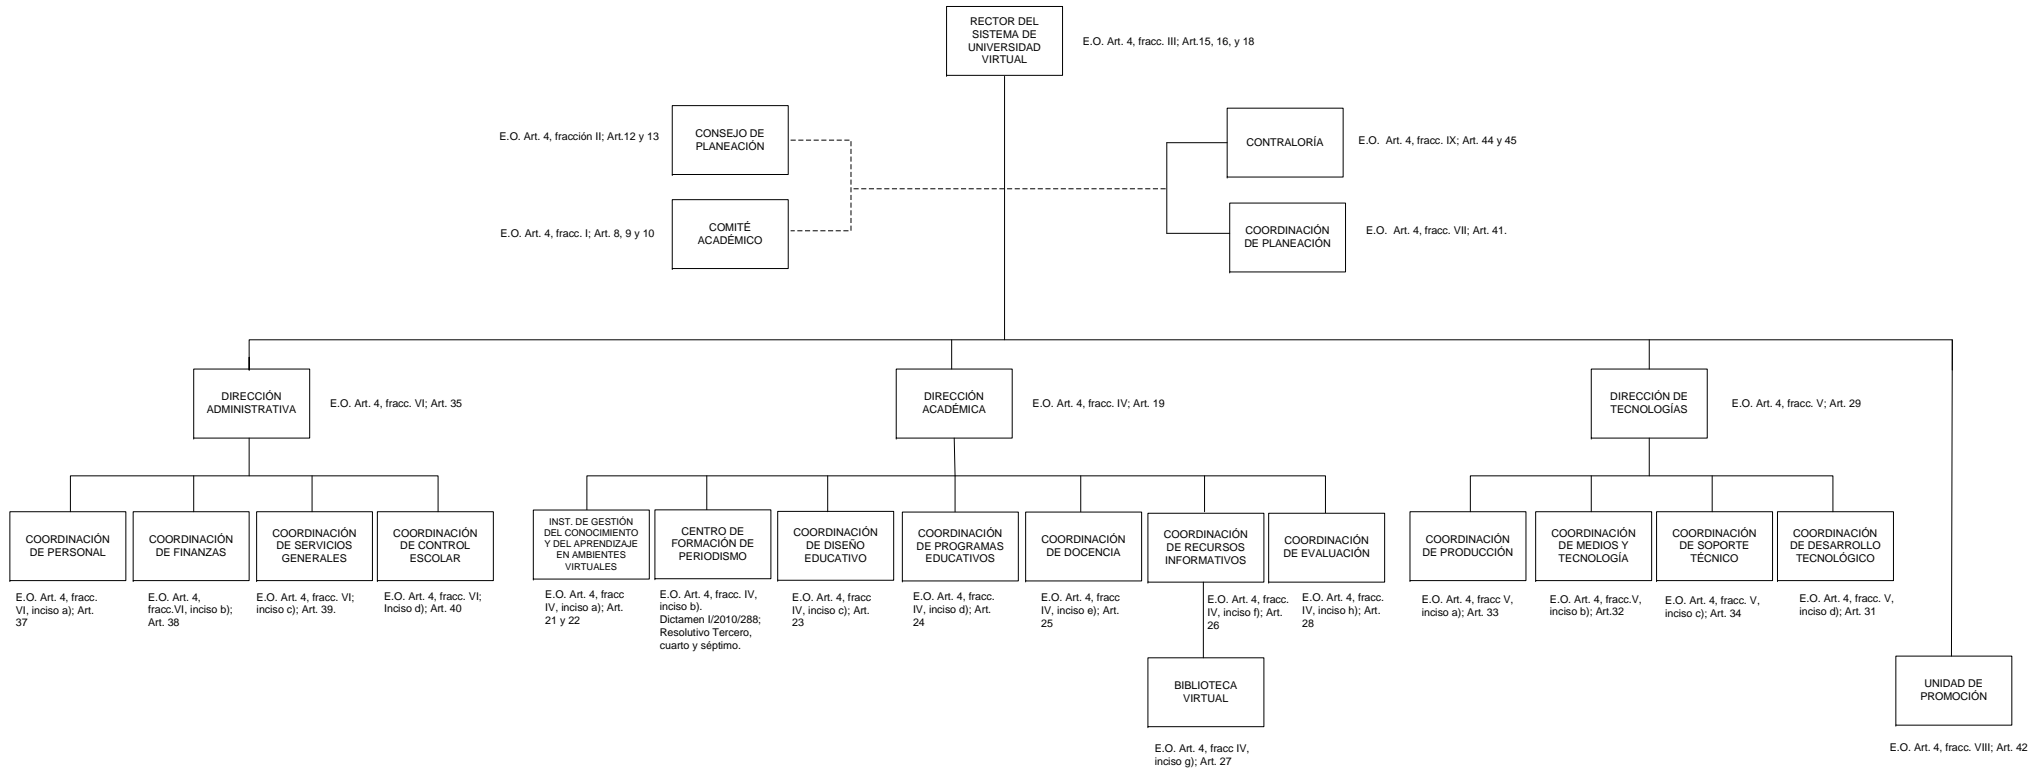 RECTOR DEL
SISTEMA DE
UNIVERSIDAD
VIRTUAL
E.O. Art. 4, fracc. III; Art.15, 16, y 18
E.O. Art. 4, fracción II; Art.12 y 13
CONSEJO DE
PLANEACIÓN
CONTRALORÍA
E.O.  Art. 4, fracc. IX; Art. 44 y 45
E.O. Art. 4, fracc. I; Art. 8, 9 y 10
COMITÉ
ACADÉMICO
COORDINACIÓN
DE PLANEACIÓN
E.O.  Art. 4, fracc. VII; Art. 41.
DIRECCIÓN
ADMINISTRATIVA
E.O. Art. 4, fracc. VI; Art. 35
DIRECCIÓN
ACADÉMICA
E.O. Art. 4, fracc. IV; Art. 19
DIRECCIÓN DE
TECNOLOGÍAS
E.O. Art. 4, fracc. V; Art. 29
COORDINACIÓN
DE PERSONAL
E.O. Art. 4, fracc.
VI, inciso a); Art.
37
COORDINACIÓN
DE FINANZAS
E.O. Art. 4,
fracc.VI, inciso b);
Art. 38
COORDINACIÓN
DE SERVICIOS
GENERALES
E.O. Art. 4, fracc. VI;
inciso c); Art. 39.
COORDINACIÓN
DE CONTROL
ESCOLAR
E.O. Art. 4, fracc. VI;
Inciso d); Art. 40
INST. DE GESTIÓN
DEL CONOCIMIENTO
Y DEL APRENDIZAJE
EN AMBIENTES
VIRTUALES
E.O. Art. 4, fracc
IV, inciso a); Art.
21 y 22
CENTRO DE
FORMACIÓN DE
PERIODISMO
E.O. Art. 4, fracc. IV,
inciso b).
Dictamen I/2010/288;
Resolutivo Tercero,
cuarto y séptimo.
COORDINACIÓN
DE DISEÑO
EDUCATIVO
E.O. Art. 4, fracc
IV, inciso c); Art.
23
COORDINACIÓN
DE PROGRAMAS
EDUCATIVOS
E.O. Art. 4, fracc.
IV, inciso d); Art.
24
COORDINACIÓN
DE DOCENCIA
E.O. Art. 4, fracc
IV, inciso e); Art.
25
COORDINACIÓN
DE RECURSOS
INFORMATIVOS
E.O. Art. 4, fracc.
IV, inciso f); Art.
26
COORDINACIÓN
DE EVALUACIÓN
E.O. Art. 4, fracc.
IV, inciso h); Art.
28
COORDINACIÓN
DE PRODUCCIÓN
E.O. Art. 4, fracc V,
inciso a); Art. 33
COORDINACIÓN
DE MEDIOS Y
TECNOLOGÍA
E.O. Art. 4, fracc.V,
inciso b); Art.32
COORDINACIÓN
DE SOPORTE
TÉCNICO
E.O. Art. 4, fracc. V,
inciso c); Art. 34
COORDINACIÓN
DE DESARROLLO
TECNOLÓGICO
E.O. Art. 4, fracc. V,
inciso d); Art. 31
BIBLIOTECA
VIRTUAL
E.O. Art. 4, fracc IV,
inciso g); Art. 27
UNIDAD DE
PROMOCIÓN
E.O. Art. 4, fracc. VIII; Art. 42